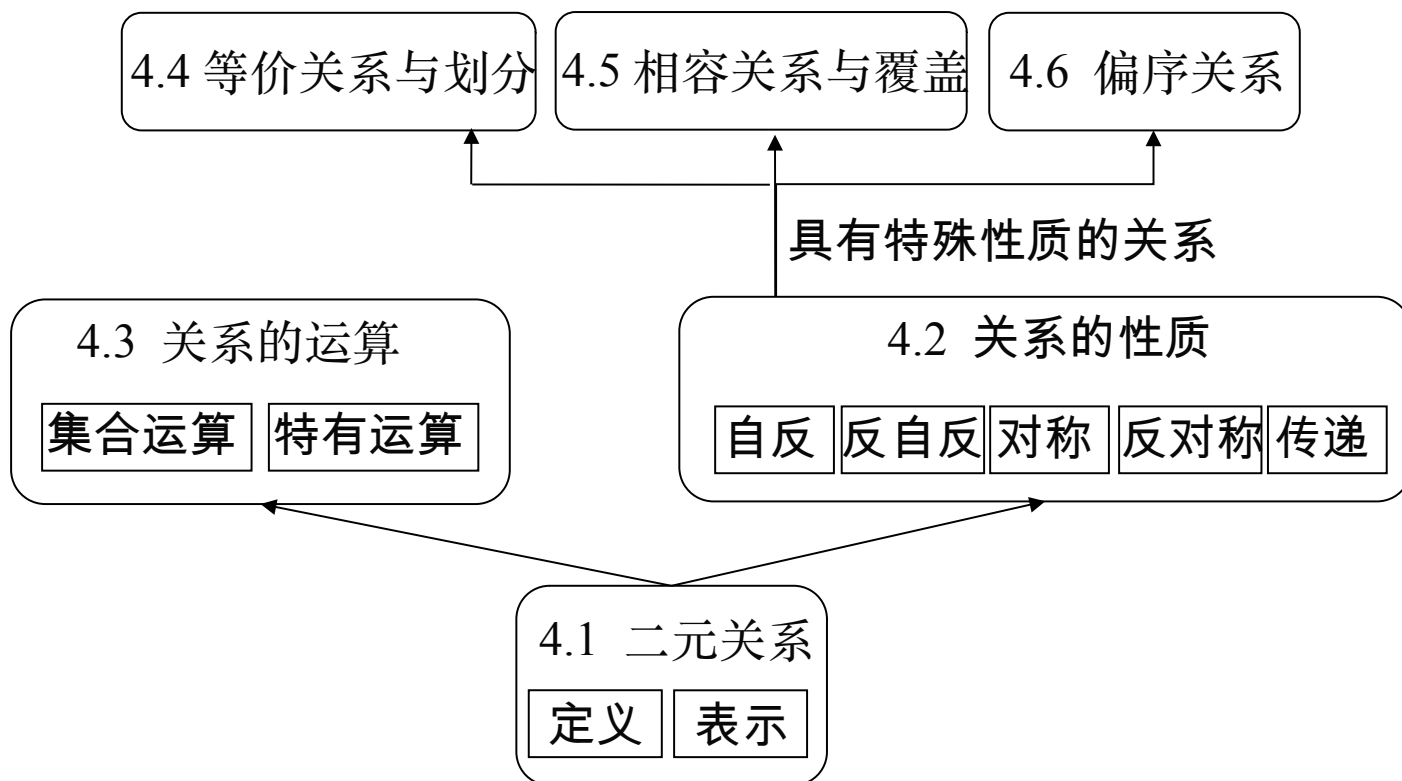 4.4 等价关系与划分
4.5 相容关系与覆盖
4.6 偏序关系
具有特殊性质的关系
4.3 关系的运算
集合运算
特有运算
4.2 关系的性质
自反
反自反
对称
反对称
传递
4.1 二元关系
定义
表示